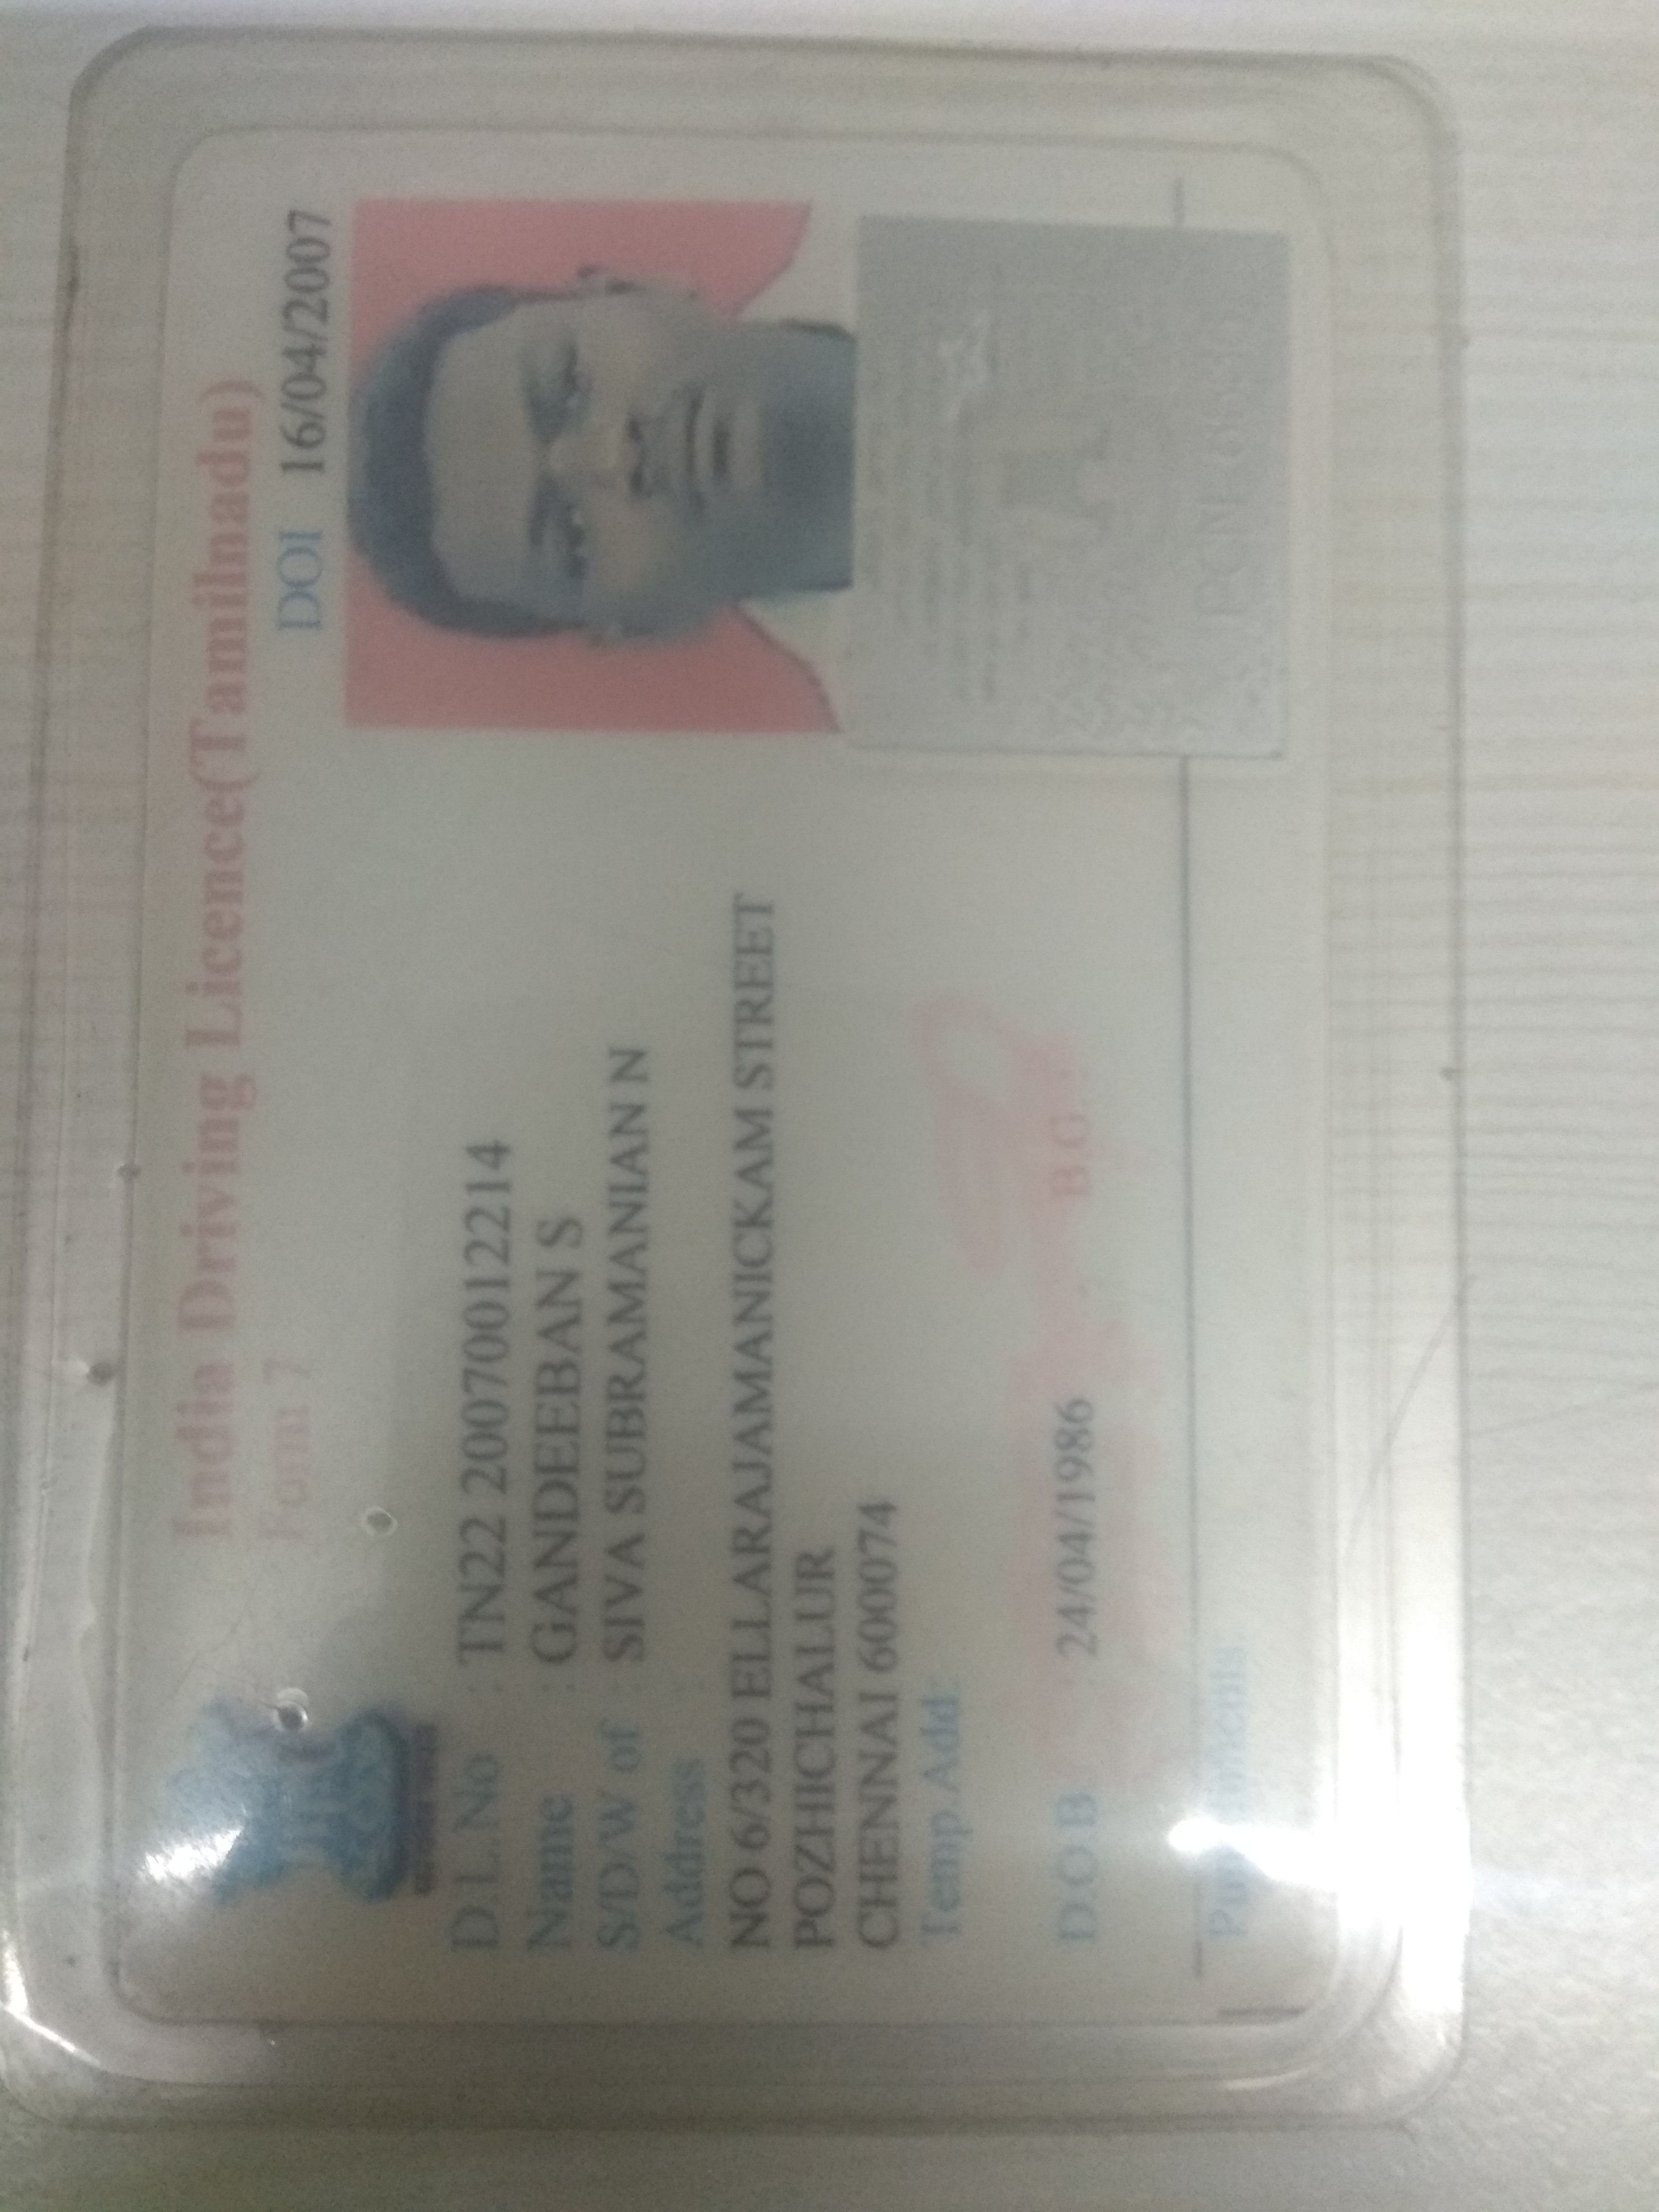 India Driving Licence(Tamilnadu)
Form 7
DOI 16/04/2007
D.L.No : TN22 20070012214
Name : GANDEEBAN S
S/D/W of : SIVA SUBRAMANIAN N
Address :
NO 6/320 ELLARAJAMANICKAM STREET
POZHICHALUR
CHENNAI 600074
Temp.Add:
D.O.B : 24/04/1986 B.G.